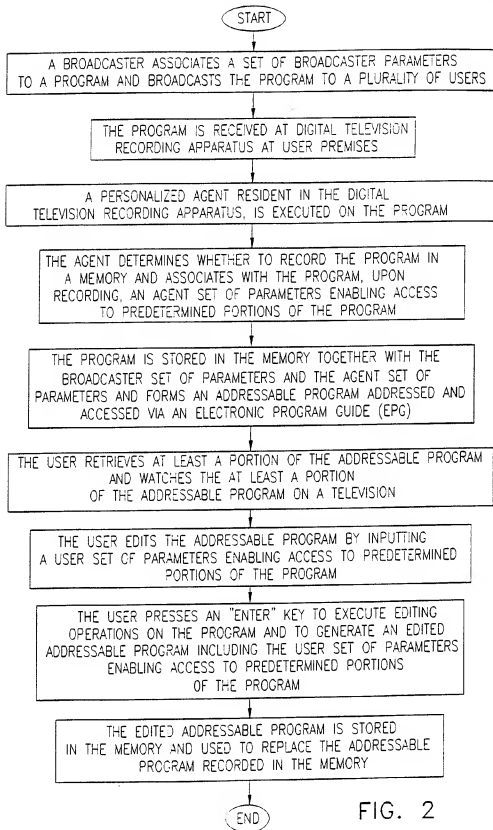 START
A BROADCASTER ASSOCIATES A SET OF BROADCASTER PARAMETERS
TO A PROGRAM AND BROADCASTS THE PROGRAM TO A PLURALITY OF USERS
THE PROGRAM IS RECEIVED AT DIGITAL TELEVISION
RECORDING APPARATUS AT USER PREMISES
A PERSONALIZED AGENT RESIDENT IN THE DIGITAL
TELEVISION RECORDING APPARATUS, IS EXECUTED ON THE PROGRAM
THE AGENT DETERMINES WHETHER TO RECORD THE PROGRAM IN
A MEMORY AND ASSOCIATES WITH THE PROGRAM, UPON
RECORDING, AN AGENT SET OF PARAMETERS ENABLING ACCESS
TO PREDETERMINED PORTIONS OF THE PROGRAM
THE PROGRAM IS STORED IN THE MEMORY TOGETHER WITH THE
BROADCASTER SET OF PARAMETERS AND THE AGENT SET OF
PARAMETERS AND FORMS AN ADDRESSABLE PROGRAM ADDRESSED AND
ACCESSED VIA AN ELECTRONIC PROGRAM GUIDE (EPG)
THE USER RETRIEVES AT LEAST A PORTION OF THE ADDRESSABLE PROGRAM
AND WATCHES THE AT LEAST A PORTION
OF THE ADDRESSABLE PROGRAM ON A TELEVISION
THE USER EDITS THE ADDRESSABLE PROGRAM BY INPUTTING
A USER SET OF PARAMETERS ENABLING ACCESS TO PREDETERMINED
PORTIONS OF THE PROGRAM
THE USER PRESSES AN "ENTER" KEY TO EXECUTE EDITING
OPERATIONS ON THE PROGRAM AND TO GENERATE AN EDITED
ADDRESSABLE PROGRAM INCLUDING THE USER SET OF PARAMETERS
ENABLING ACCESS TO PREDETERMINED PORTIONS
OF THE PROGRAM
THE EDITED ADDRESSABLE PROGRAM IS STORED
IN THE MEMORY AND USED TO REPLACE THE ADDRESSABLE
PROGRAM RECORDED IN THE MEMORY
END
FIG. 2